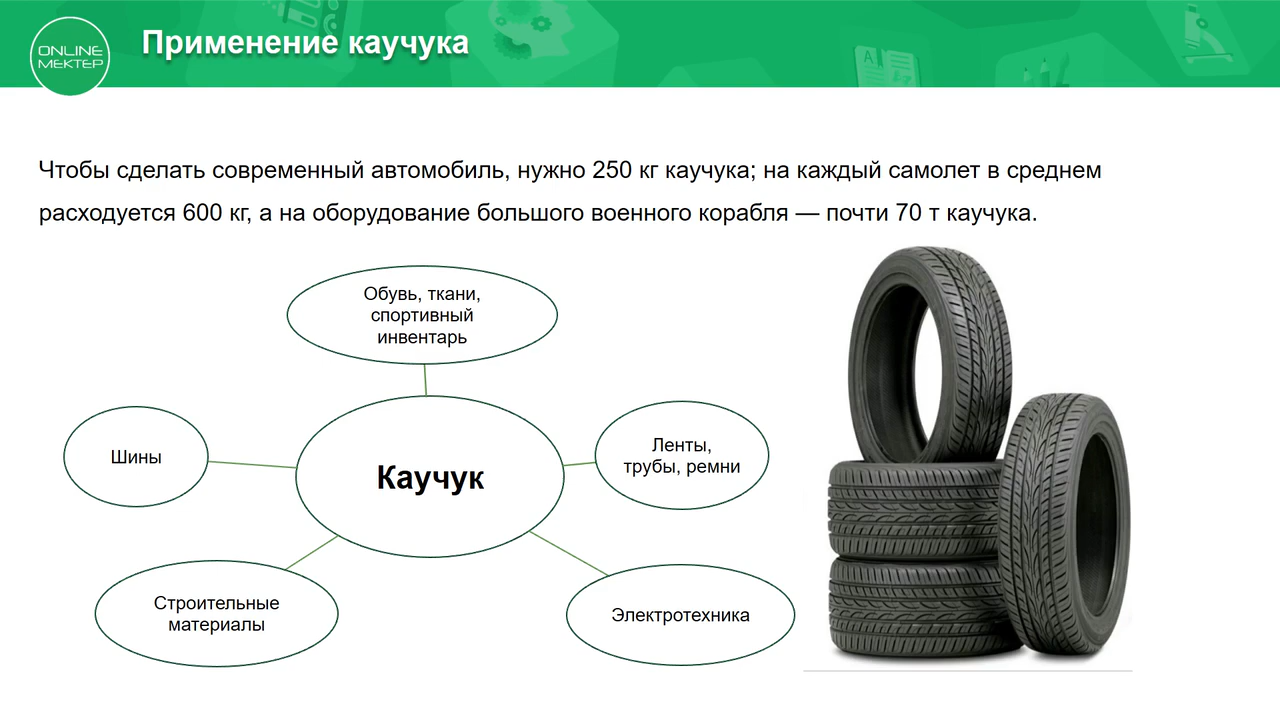 ONLINE
МЕКТЕР
Применение каучука
Чтобы сделать современный автомобиль, нужно 250 кг каучука; на каждый самолет в среднем
расходуется 600 кг, а на оборудование большого военного корабля — почти 70 т каучука.
Обувь, ткани,
спортивный
инвентарь
Шины
Каучук
Ленты,
трубы, ремни
Строительные
материалы
Электротехника